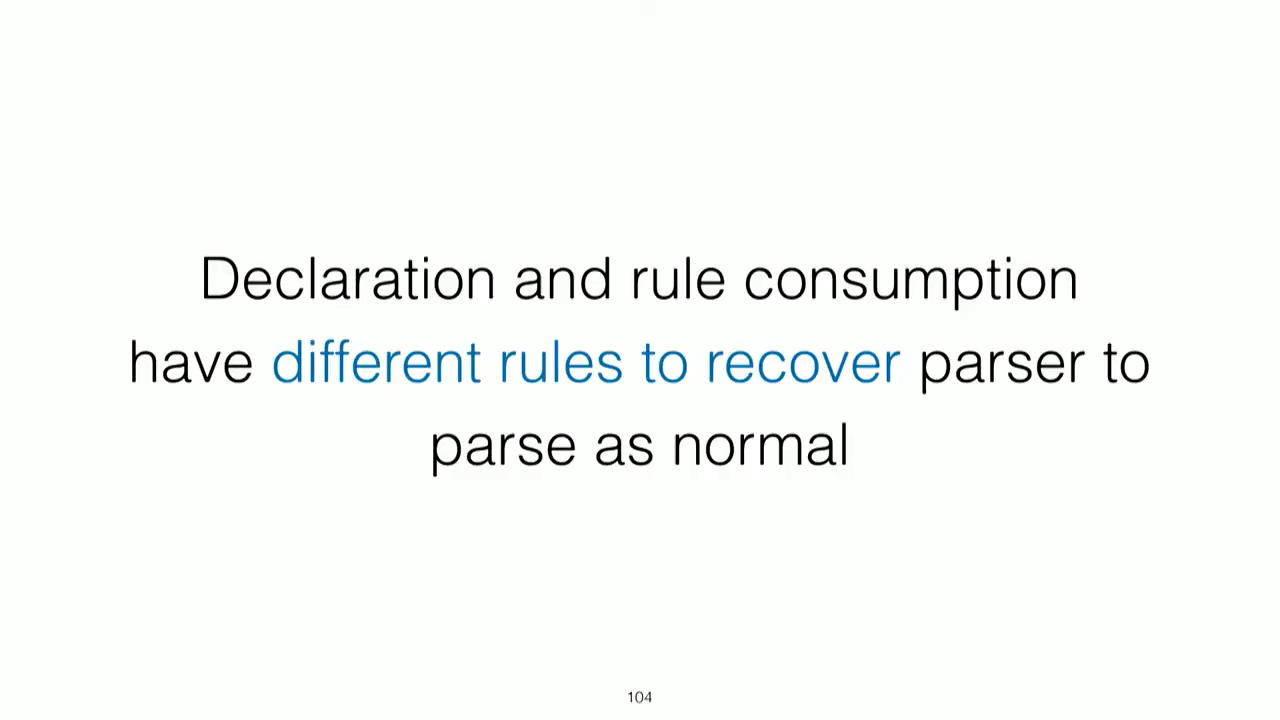 Declaration and rule consumption
have different rules to recover parser to
parse as normal
104